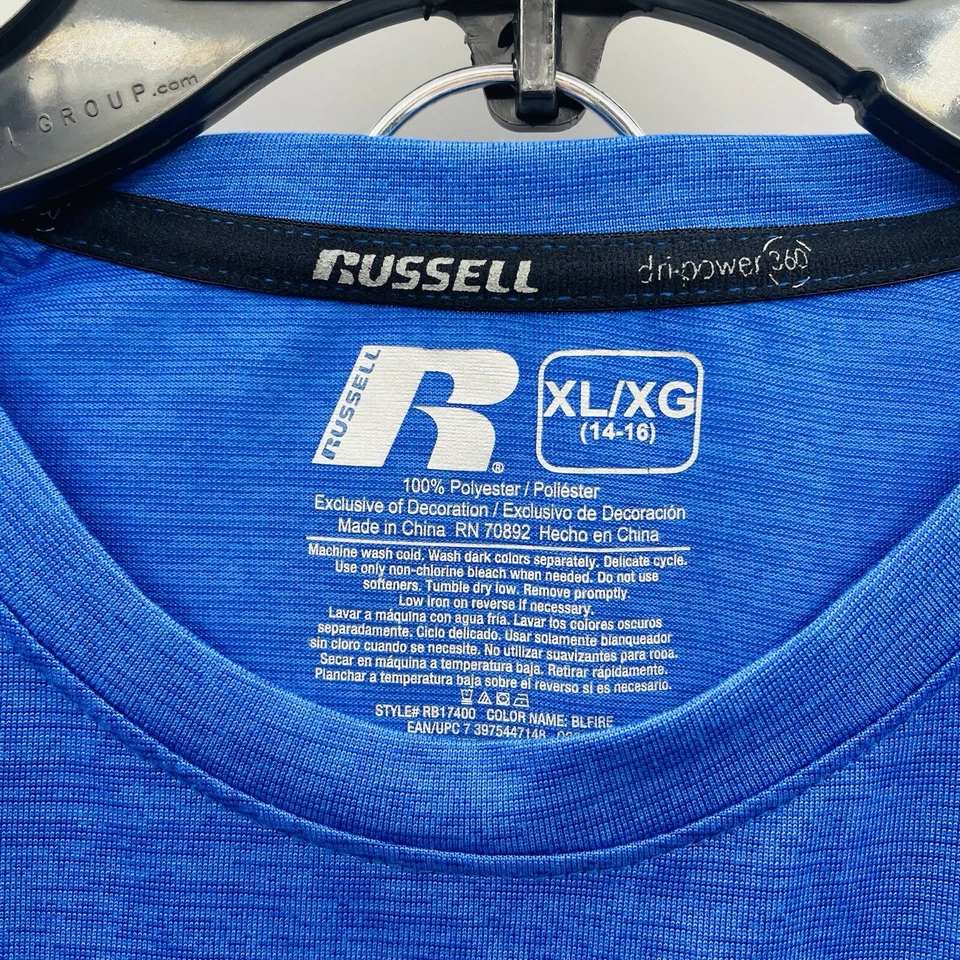 GROUP.com
RUSSELL dri-power 360
RUSSELL R ®
XL/XG
(14-16)
100% Polyester / Poliéster
Exclusive of Decoration / Exclusivo de Decoración
Made in China RN 70892 Hecho en China
Machine wash cold. Wash dark colors separately. Delicate cycle.
Use only non-chlorine bleach when needed. Do not use
softeners. Tumble dry low. Remove promptly.
Low iron on reverse if necessary.
Lavar a máquina con agua fría. Lavar los colores oscuros
separadamente. Ciclo delicado. Usar solamente blanqueador
sin cloro cuando se necesite. No utilizar suavizantes para ropa.
Secar en máquina a temperatura baja. Retirar rápidamente.
Planchar a temperatura baja sobre el reverso si es necesario.
STYLE# RB17400 COLOR NAME: BLFIRE
EAN/UPC 7 3975447148